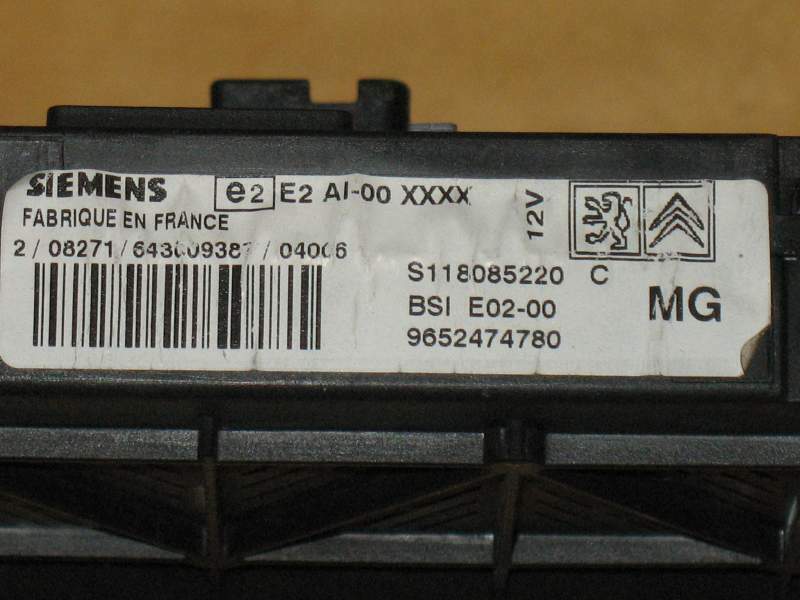 SIEMENS e2 E2 AI-00 XXXX
12V
FABRIQUE EN FRANCE
2/08271/ /04006
S118085220 C
BSI E02-00
9652474780
MG